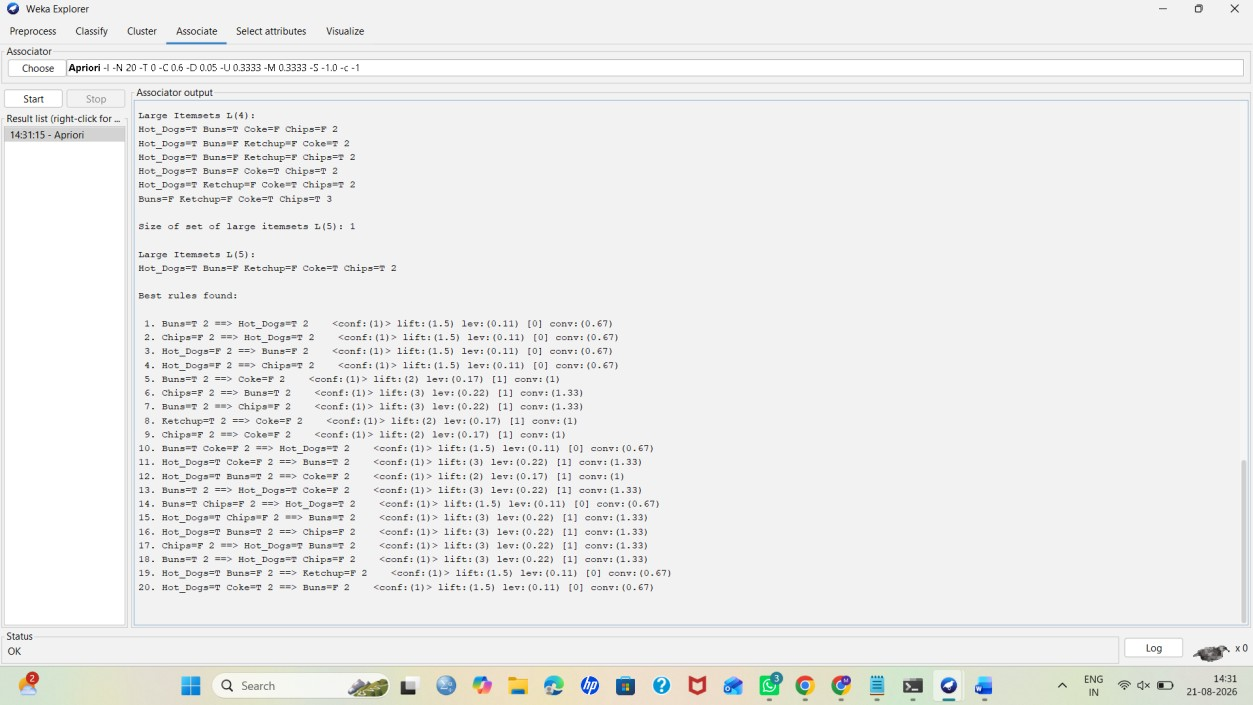 Weka Explorer
Preprocess Classify Cluster Associate Select attributes Visualize
Associator
Choose Apriori -I -N 20 -T 0 -C 0.6 -D 0.05 -U 0.3333 -M 0.3333 -S -1.0 -c -1
Start Stop
Result list (right-click for ...
14:31:15 - Apriori
Associator output
Large Itemsets L(4):
Hot_Dogs=T Buns=T Coke=F Chips=F 2
Hot_Dogs=T Buns=F Ketchup=F Coke=T 2
Hot_Dogs=T Buns=F Ketchup=F Chips=T 2
Hot_Dogs=T Buns=F Coke=T Chips=T 2
Hot_Dogs=T Ketchup=F Coke=T Chips=T 2
Buns=F Ketchup=F Coke=T Chips=T 3
Size of set of large itemsets L(5): 1
Large Itemsets L(5):
Hot_Dogs=T Buns=F Ketchup=F Coke=T Chips=T 2
Best rules found:
1. Buns=T 2 ==> Hot_Dogs=T 2 <conf:(1)> lift:(1.5) lev:(0.11) [0] conv:(0.67)
2. Chips=F 2 ==> Hot_Dogs=T 2 <conf:(1)> lift:(1.5) lev:(0.11) [0] conv:(0.67)
3. Hot_Dogs=F 2 ==> Buns=F 2 <conf:(1)> lift:(1.5) lev:(0.11) [0] conv:(0.67)
4. Hot_Dogs=F 2 ==> Chips=T 2 <conf:(1)> lift:(1.5) lev:(0.11) [0] conv:(0.67)
5. Buns=T 2 ==> Coke=F 2 <conf:(1)> lift:(2) lev:(0.17) [1] conv:(1)
6. Chips=F 2 ==> Buns=T 2 <conf:(1)> lift:(3) lev:(0.22) [1] conv:(1.33)
7. Buns=T 2 ==> Chips=F 2 <conf:(1)> lift:(3) lev:(0.22) [1] conv:(1.33)
8. Ketchup=T 2 ==> Coke=F 2 <conf:(1)> lift:(2) lev:(0.17) [1] conv:(1)
9. Chips=F 2 ==> Coke=F 2 <conf:(1)> lift:(2) lev:(0.17) [1] conv:(1)
10. Buns=T Coke=F 2 ==> Hot_Dogs=T 2 <conf:(1)> lift:(1.5) lev:(0.11) [0] conv:(0.67)
11. Hot_Dogs=T Coke=F 2 ==> Buns=T 2 <conf:(1)> lift:(3) lev:(0.22) [1] conv:(1.33)
12. Hot_Dogs=T Buns=T 2 ==> Coke=F 2 <conf:(1)> lift:(2) lev:(0.17) [1] conv:(1)
13. Buns=T 2 ==> Hot_Dogs=T Coke=F 2 <conf:(1)> lift:(3) lev:(0.22) [1] conv:(1.33)
14. Buns=T Chips=F 2 ==> Hot_Dogs=T 2 <conf:(1)> lift:(1.5) lev:(0.11) [0] conv:(0.67)
15. Hot_Dogs=T Chips=F 2 ==> Buns=T 2 <conf:(1)> lift:(3) lev:(0.22) [1] conv:(1.33)
16. Hot_Dogs=T Buns=T 2 ==> Chips=F 2 <conf:(1)> lift:(3) lev:(0.22) [1] conv:(1.33)
17. Chips=F 2 ==> Hot_Dogs=T Buns=T 2 <conf:(1)> lift:(3) lev:(0.22) [1] conv:(1.33)
18. Buns=T 2 ==> Hot_Dogs=T Chips=F 2 <conf:(1)> lift:(3) lev:(0.22) [1] conv:(1.33)
19. Hot_Dogs=T Buns=F 2 ==> Ketchup=F 2 <conf:(1)> lift:(1.5) lev:(0.11) [0] conv:(0.67)
20. Hot_Dogs=T Coke=T 2 ==> Buns=F 2 <conf:(1)> lift:(1.5) lev:(0.11) [0] conv:(0.67)
Status
OK
Log
x 0
2
Search
hp
3
M
W
ENG
IN
14:31
21-08-2026